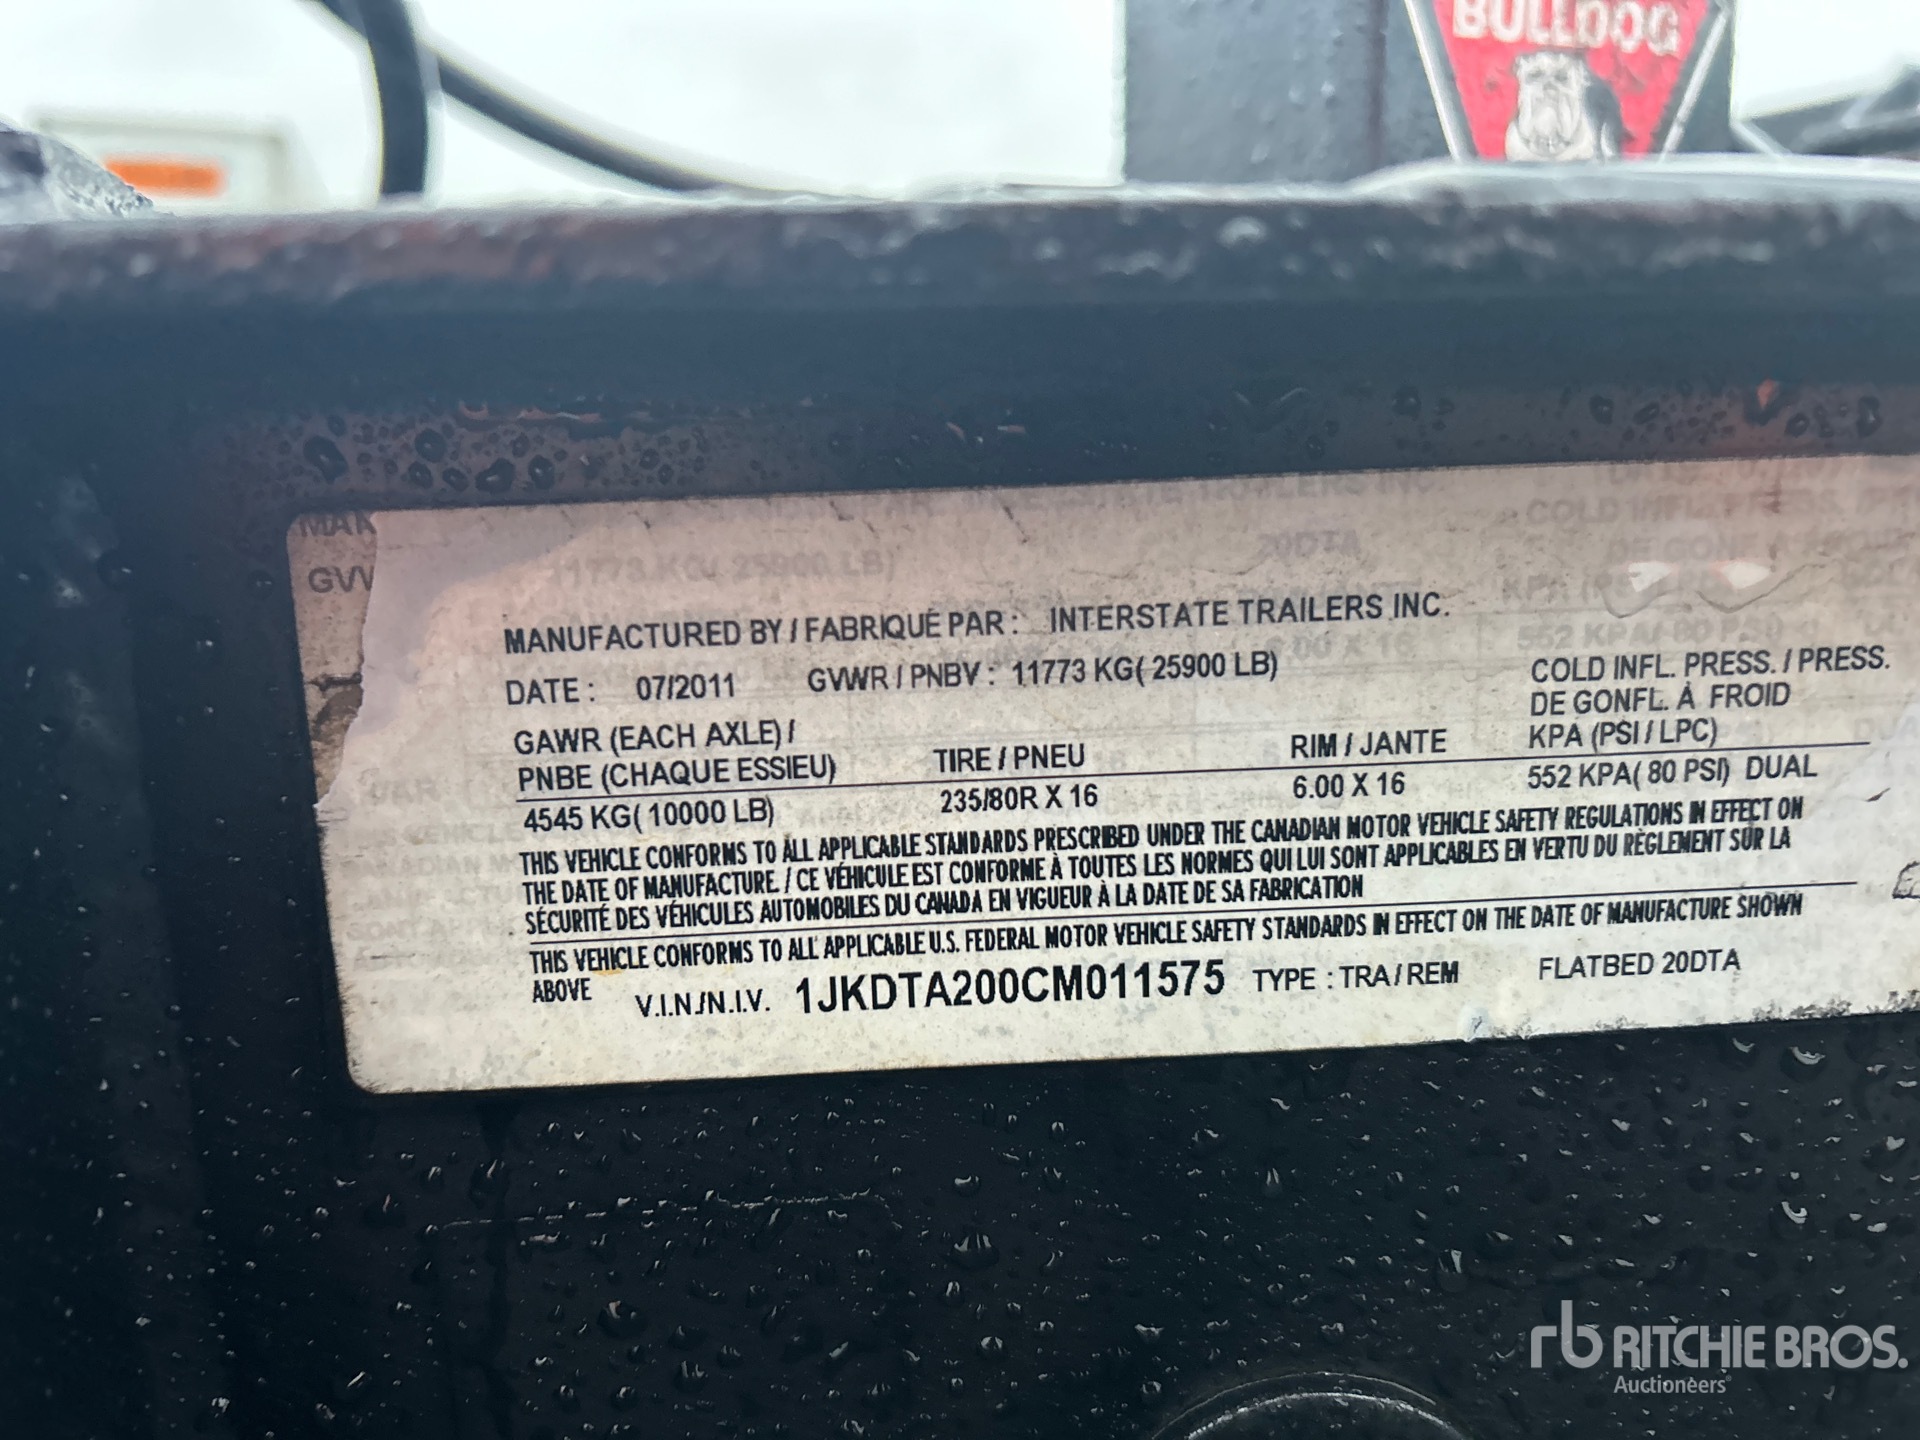 BULLDOG
MANUFACTURED BY / FABRIQUÉ PAR : INTERSTATE TRAILERS INC.
DATE : 07/2011 GVWR / PNBV : 11773 KG( 25900 LB)
COLD INFL. PRESS. / PRESS.
DE GONFL. À FROID
GAWR (EACH AXLE) /
PNBE (CHAQUE ESSIEU) TIRE / PNEU RIM / JANTE KPA (PSI / LPC)
4545 KG( 10000 LB) 235/80R X 16 6.00 X 16 552 KPA( 80 PSI) DUAL
THIS VEHICLE CONFORMS TO ALL APPLICABLE STANDARDS PRESCRIBED UNDER THE CANADIAN MOTOR VEHICLE SAFETY REGULATIONS IN EFFECT ON
THE DATE OF MANUFACTURE. / CE VÉHICULE EST CONFORME À TOUTES LES NORMES QUI LUI SONT APPLICABLES EN VERTU DU RÈGLEMENT SUR LA
SÉCURITÉ DES VÉHICULES AUTOMOBILES DU CANADA EN VIGUEUR À LA DATE DE SA FABRICATION
THIS VEHICLE CONFORMS TO ALL APPLICABLE U.S. FEDERAL MOTOR VEHICLE SAFETY STANDARDS IN EFFECT ON THE DATE OF MANUFACTURE SHOWN
ABOVE V.I.N./N.I.V. 1JKDTA200CM011575 TYPE : TRA / REM FLATBED 20DTA
rb RITCHIE BROS.
Auctioneers